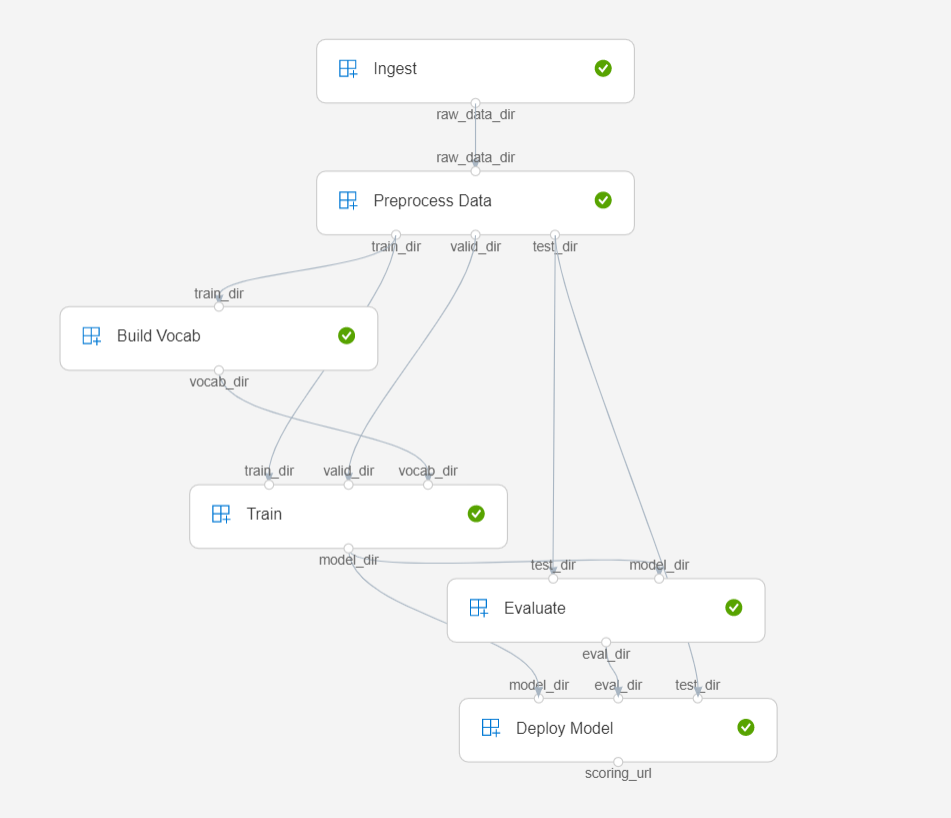 Ingest
raw_data_dir
raw_data_dir
Preprocess Data
train_dir valid_dir test_dir
train_dir
Build Vocab
vocab_dir
train_dir valid_dir vocab_dir
Train
model_dir
test_dir model_dir
Evaluate
eval_dir
model_dir eval_dir test_dir
Deploy Model
scoring_url